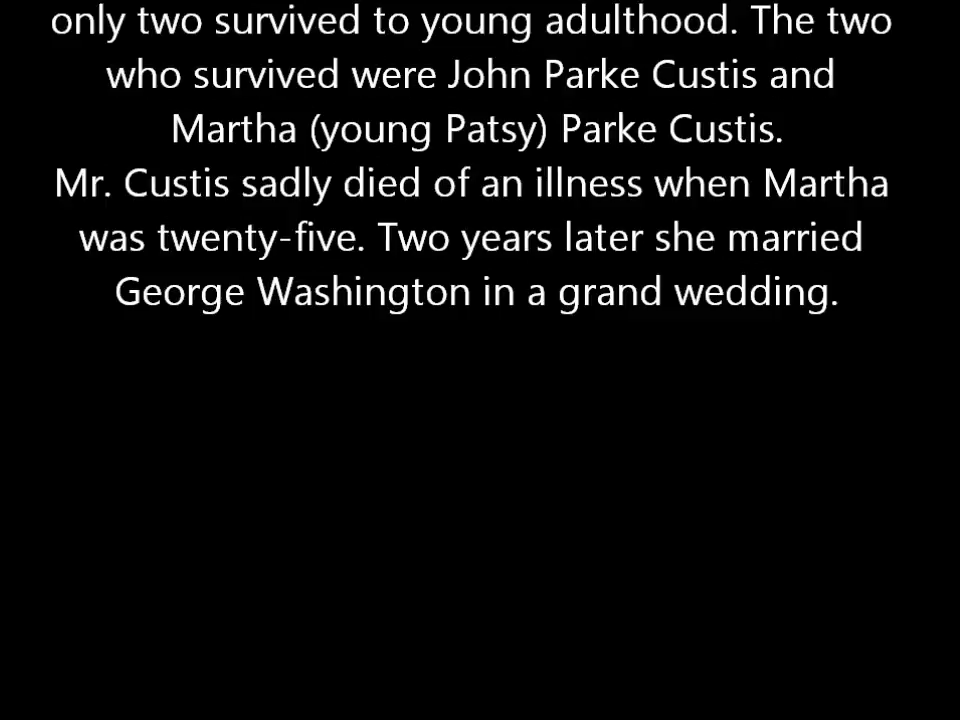 only two survived to young adulthood. The two
who survived were John Parke Custis and
Martha (young Patsy) Parke Custis.
Mr. Custis sadly died of an illness when Martha
was twenty-five. Two years later she married
George Washington in a grand wedding.